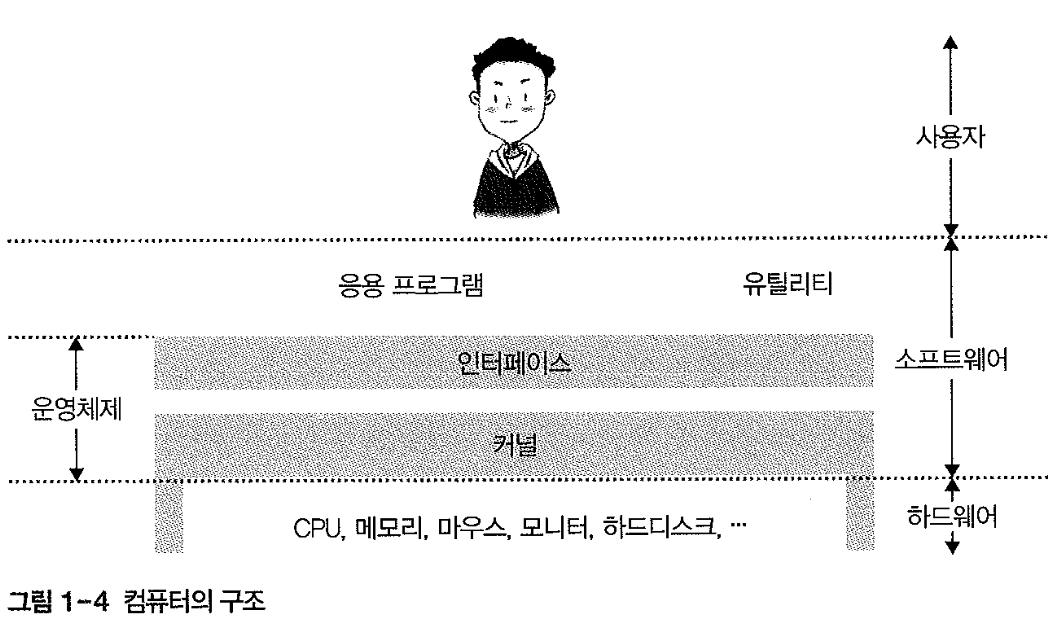 사용자
응용 프로그램 유틸리티
인터페이스
소프트웨어
운영체제
커널
하드웨어
CPU, 메모리, 마우스, 모니터, 하드디스크, ···
그림 1-4 컴퓨터의 구조